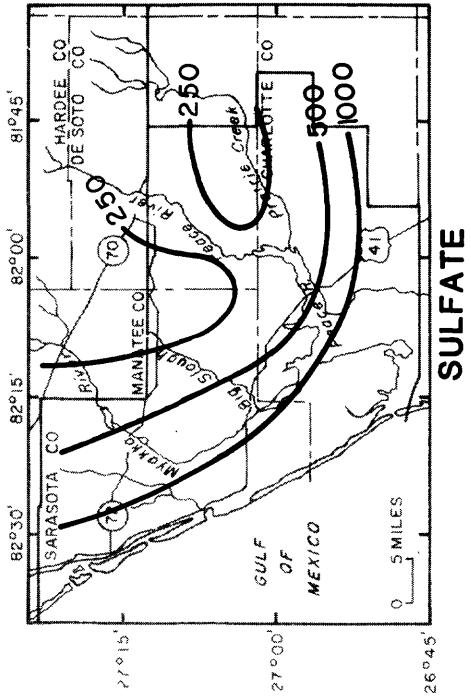 82°30'
82°15'
82°00'
81°45'
SARASOTA CO
MANATEE CO
HARDEE CO
DE SOTO CO
CHARLOTTE CO
27°15'
27°00'
26°45'
250
250
500
1000
70
72
41
River
Myakka
Big Slough
Peace River
Prairie Creek
Peace R
GULF
OF
MEXICO
0 5 MILES
SULFATE